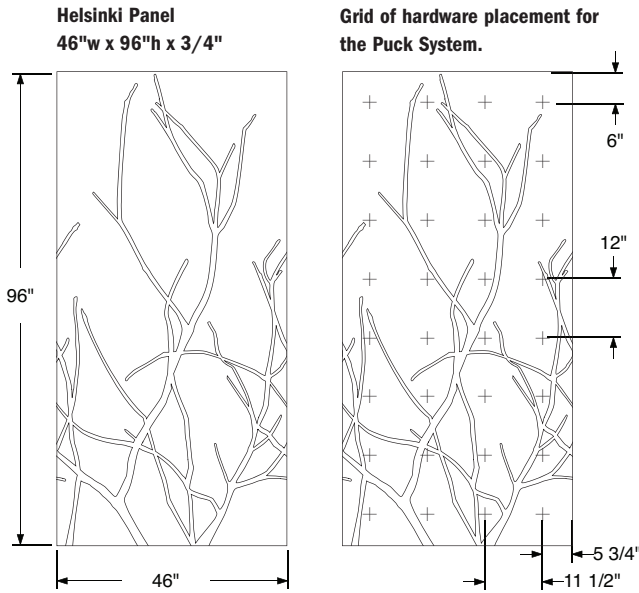 Helsinki Panel
46"w x 96"h x 3/4"
Grid of hardware placement for
the Puck System.
6"
12"
96"
5 3/4"
46"
11 1/2"